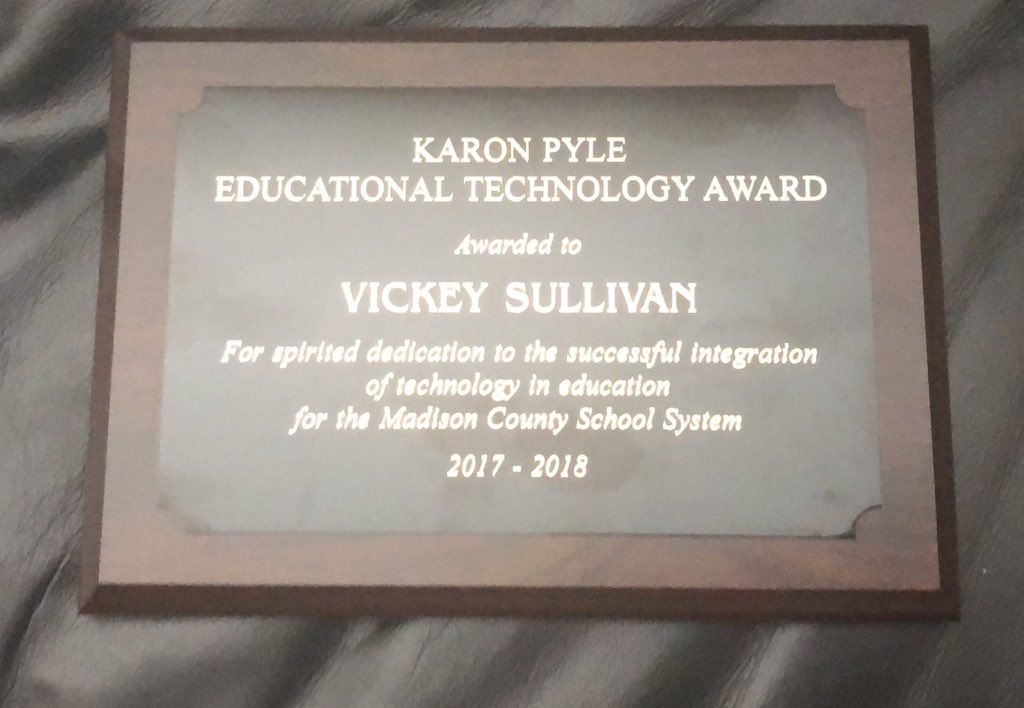 KARON PYLE
EDUCATIONAL TECHNOLOGY AWARD
Awarded to
VICKEY SULLIVAN
For spirited dedication to the successful integration
of technology in education
for the Madison County School System
2017 - 2018